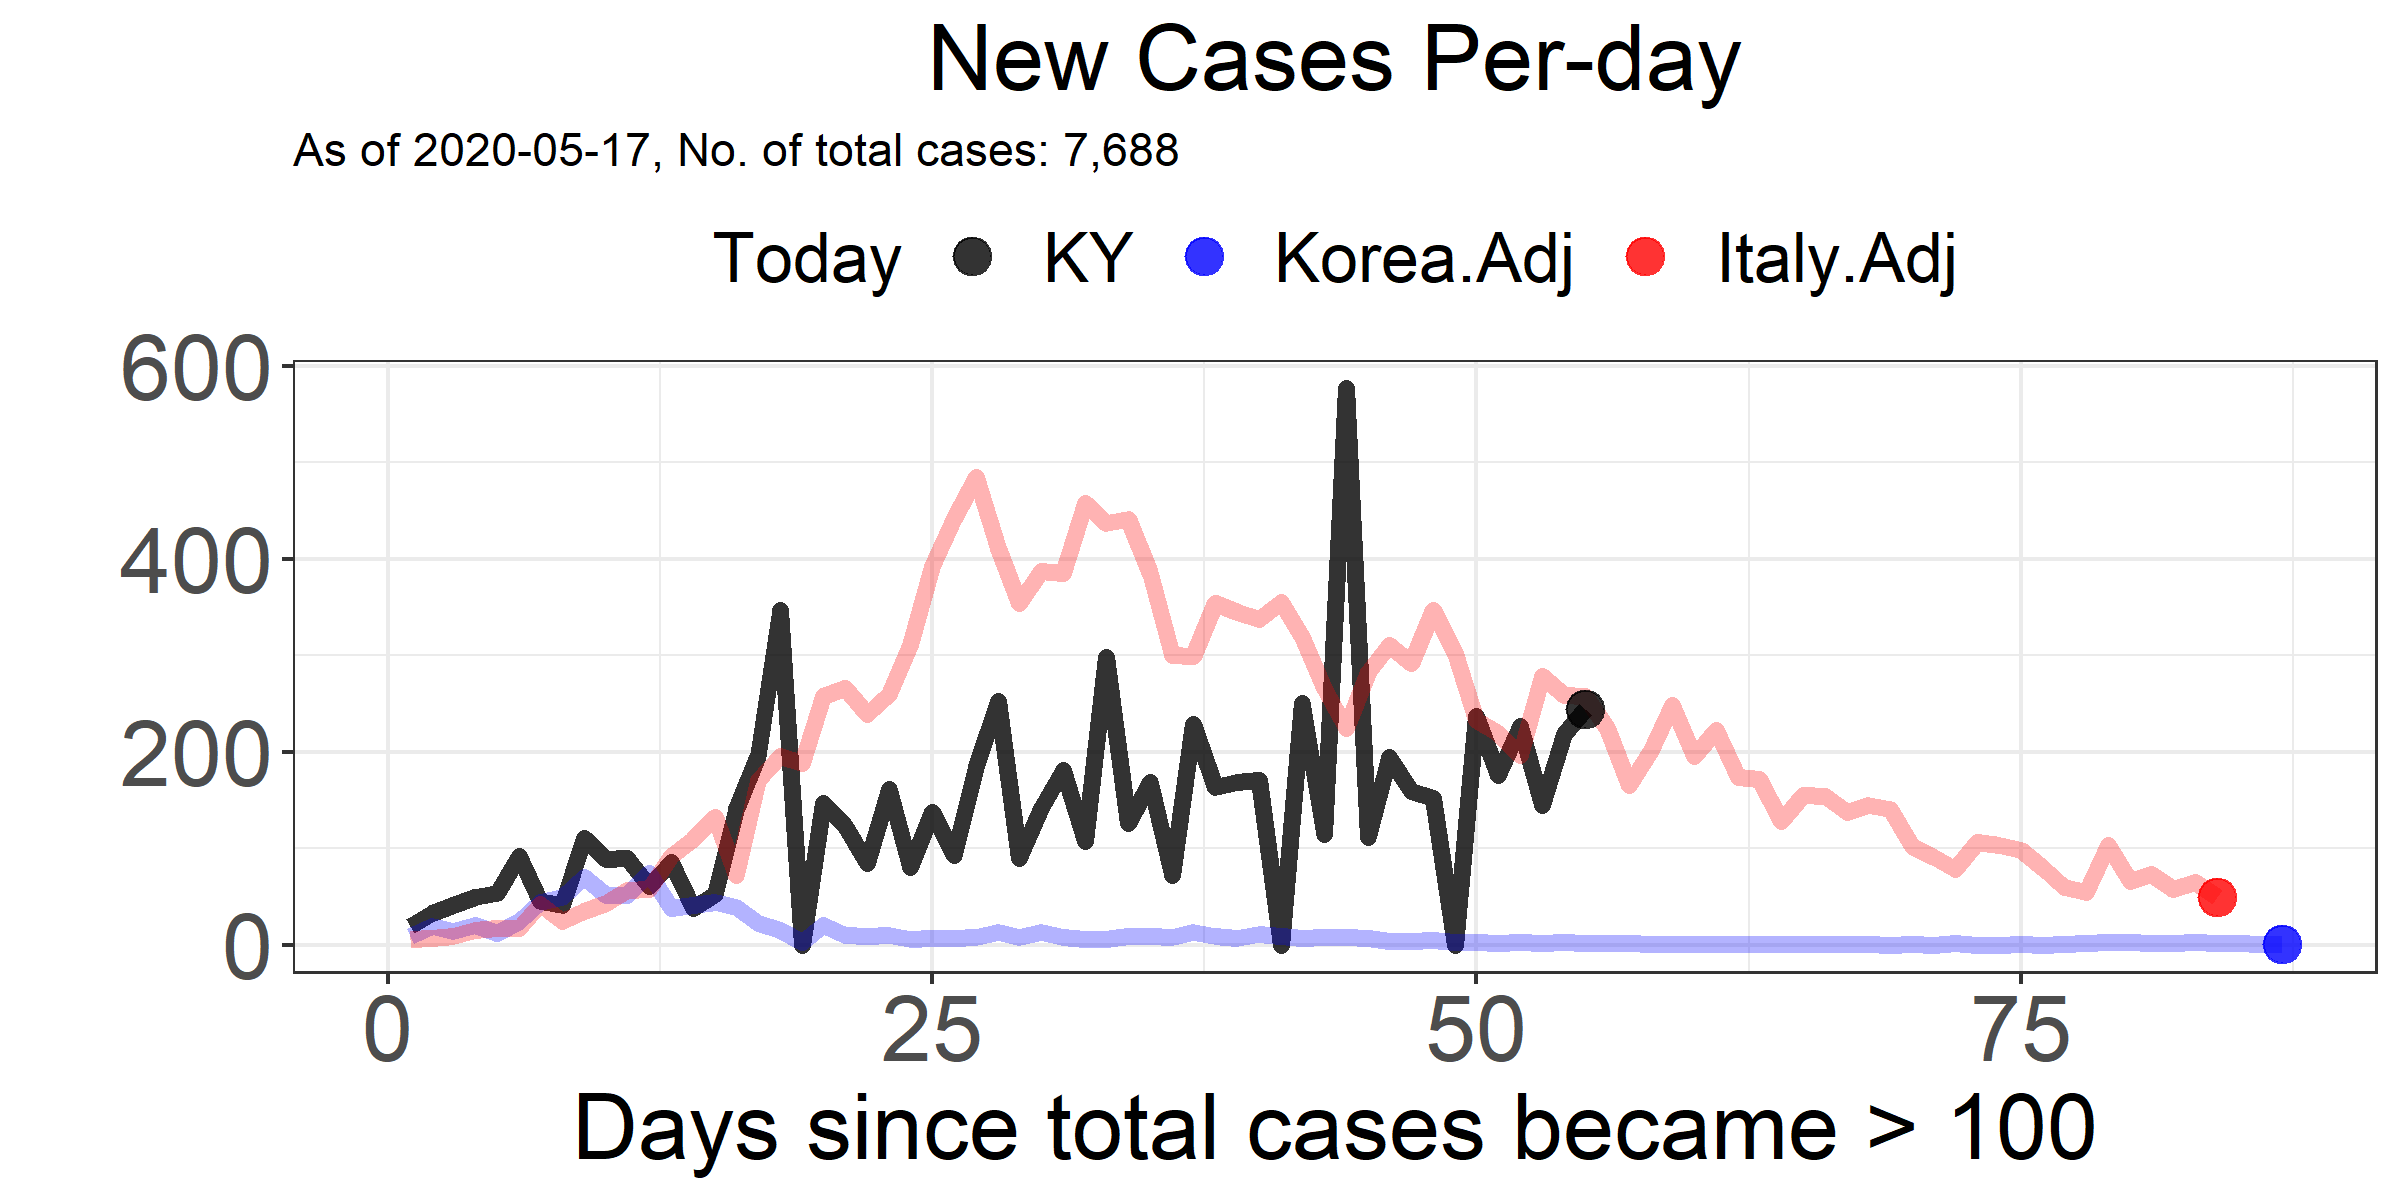 New Cases Per-day
As of 2020-05-17, No. of total cases: 7,688
Today KY Korea.Adj Italy.Adj
600
400
200
0
0 25 50 75
Days since total cases became > 100